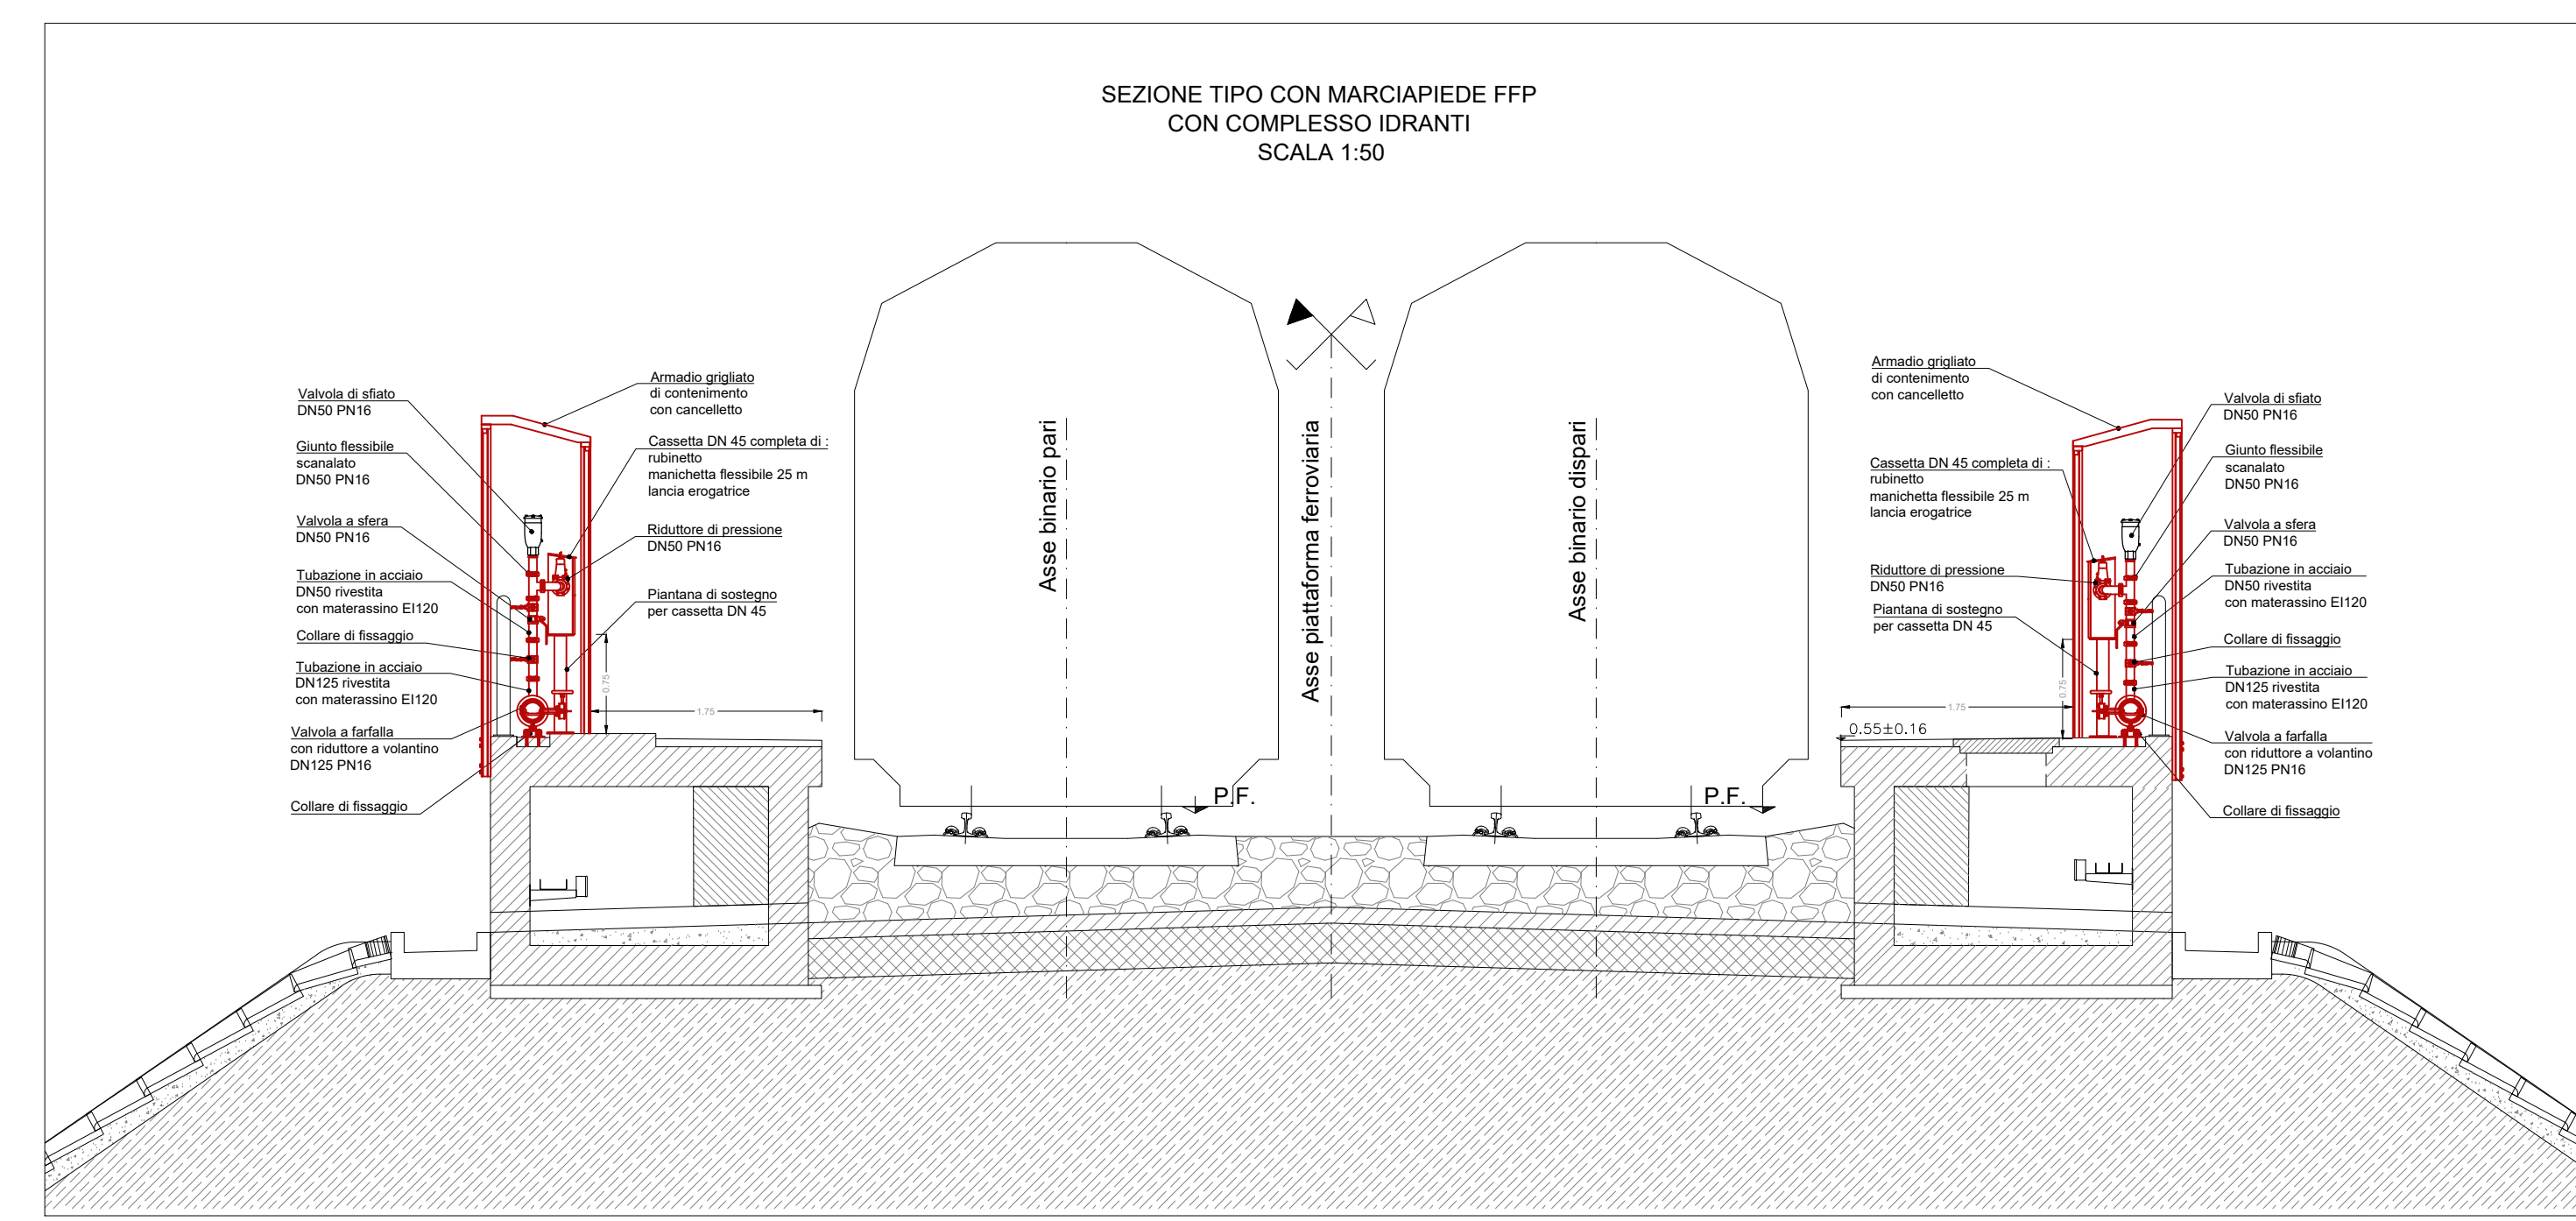 SEZIONE TIPO CON MARCIAPIEDE FFP
CON COMPLESSO IDRANTI
SCALA 1:50
Valvola di sfiato
DN50 PN16
Giunto flessibile
scanalato
DN50 PN16
Valvola a sfera
DN50 PN16
Tubazione in acciaio
DN50 rivestita
con materassino EI120
Collare di fissaggio
Tubazione in acciaio
DN125 rivestita
con materassino EI120
Valvola a farfalla
con riduttore a volantino
DN125 PN16
Collare di fissaggio
Armadio grigliato
di contenimento
con cancelletto
Cassetta DN 45 completa di :
rubinetto
manichetta flessibile 25 m
lancia erogatrice
Riduttore di pressione
DN50 PN16
Piantana di sostegno
per cassetta DN 45
0.75
1.75
Asse binario pari
P.F.
Asse piattaforma ferroviaria
Asse binario dispari
P.F.
Armadio grigliato
di contenimento
con cancelletto
Cassetta DN 45 completa di :
rubinetto
manichetta flessibile 25 m
lancia erogatrice
Riduttore di pressione
DN50 PN16
Piantana di sostegno
per cassetta DN 45
0.75
1.75
0.55±0.16
Valvola di sfiato
DN50 PN16
Giunto flessibile
scanalato
DN50 PN16
Valvola a sfera
DN50 PN16
Tubazione in acciaio
DN50 rivestita
con materassino EI120
Collare di fissaggio
Tubazione in acciaio
DN125 rivestita
con materassino EI120
Valvola a farfalla
con riduttore a volantino
DN125 PN16
Collare di fissaggio